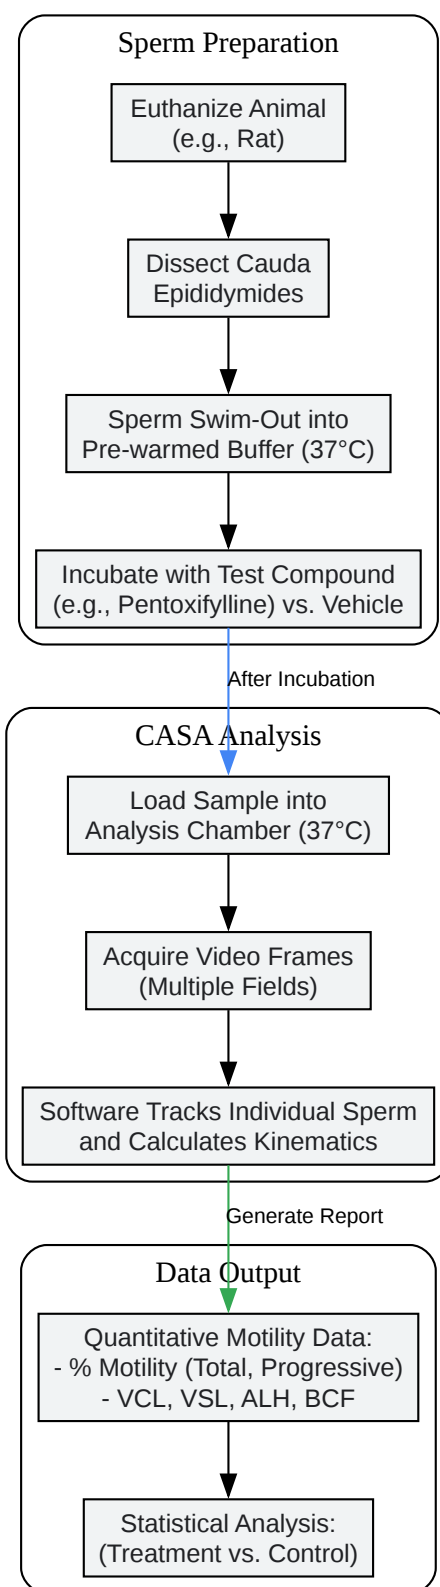 Sperm Preparation
Euthanize Animal
(e.g., Rat)
Dissect Cauda
Epididymides
Sperm Swim-Out into
Pre-warmed Buffer (37°C)
Incubate with Test Compound
(e.g., Pentoxifylline) vs. Vehicle
After Incubation
CASA Analysis
Load Sample into
Analysis Chamber (37°C)
Acquire Video Frames
(Multiple Fields)
Software Tracks Individual Sperm
and Calculates Kinematics
Generate Report
Data Output
Quantitative Motility Data:
- % Motility (Total, Progressive)
- VCL, VSL, ALH, BCF
Statistical Analysis:
(Treatment vs. Control)